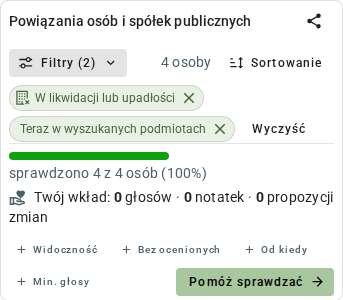 Powiązania osób i spółek publicznych
Filtry (2) 4 osoby Sortowanie
W likwidacji lub upadłości
Teraz w wyszukanych podmiotach Wyczyść
sprawdzono 4 z 4 osób (100%)
Twój wkład: 0 głosów · 0 notatek · 0 propozycji
zmian
+ Widoczność + Bez ocenionych + Od kiedy
+ Min. głosy Pomóż sprawdzać →